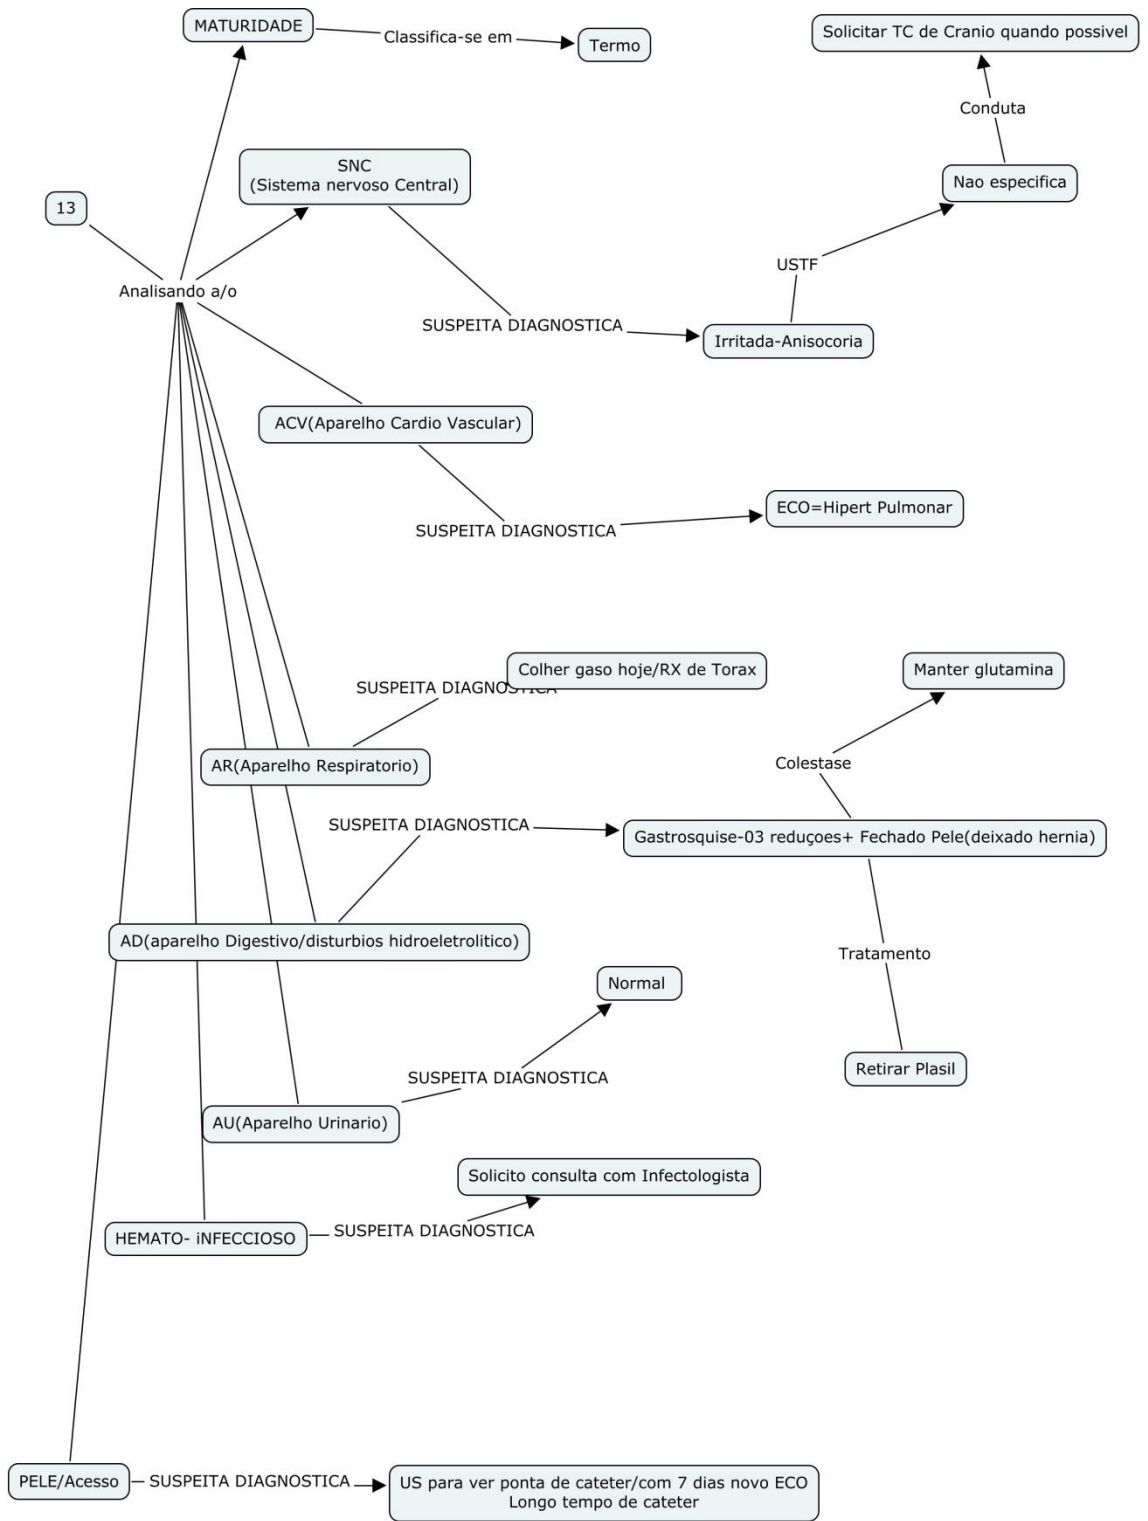 MATURIDADE
Classifica-se em
Termo
Solicitar TC de Cranio quando possivel
Conduta
SNC
(Sistema nervoso Central)
Nao especifica
13
USTF
Analisando a/o
SUSPEITA DIAGNOSTICA
Irritada-Anisocoria
ACV(Aparelho Cardio Vascular)
ECO=Hipert Pulmonar
SUSPEITA DIAGNOSTICA
Colher gaso hoje/RX de Torax
Manter glutamina
SUSPEITA DIAGNOSTICA
AR(Aparelho Respiratorio)
Colestase
SUSPEITA DIAGNOSTICA
Gastrosquise-03 reduçoes+ Fechado Pele(deixado hernia)
AD(aparelho Digestivo/disturbios hidroeletrolitico)
Tratamento
Normal
Retirar Plasil
SUSPEITA DIAGNOSTICA
AU(Aparelho Urinario)
Solicito consulta com Infectologista
HEMATO- iNFECCIOSO
SUSPEITA DIAGNOSTICA
PELE/Acesso
SUSPEITA DIAGNOSTICA
US para ver ponta de cateter/com 7 dias novo ECO
Longo tempo de cateter